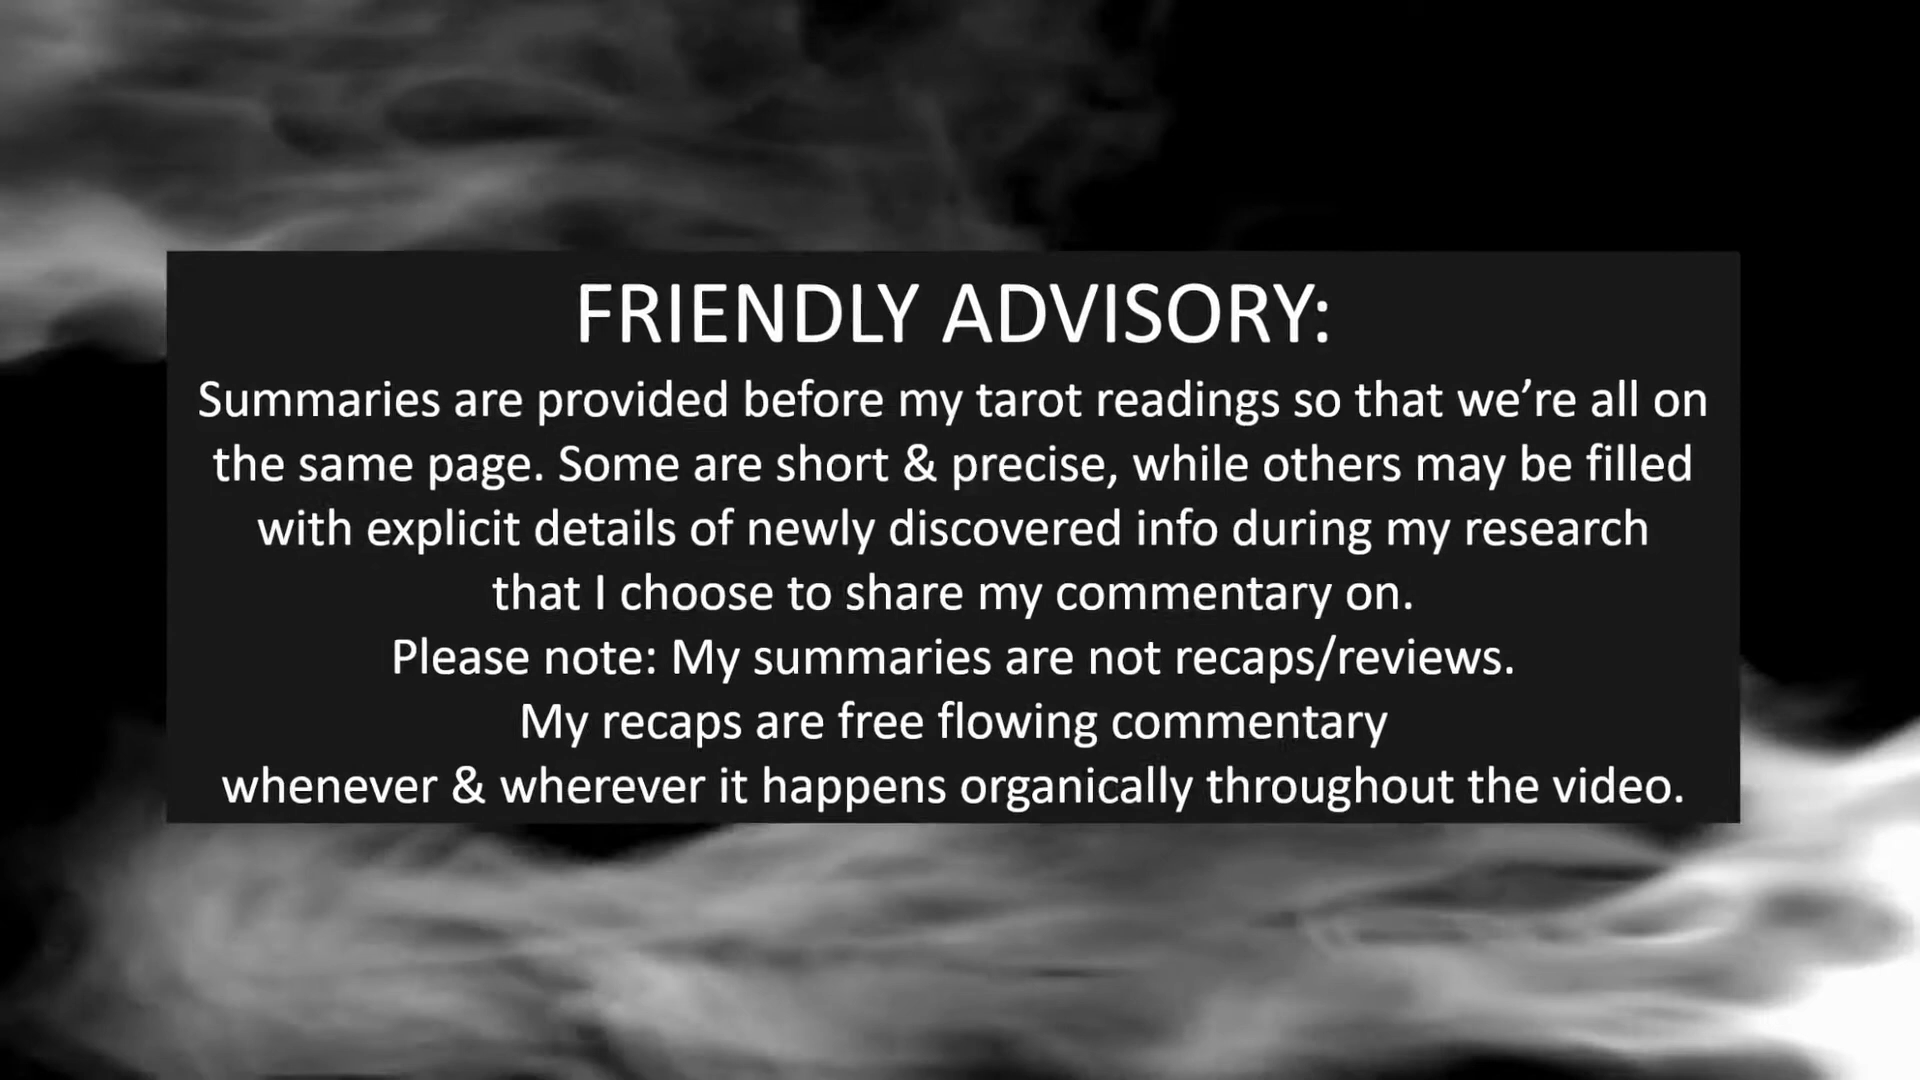 FRIENDLY ADVISORY:
Summaries are provided before my tarot readings so that we’re all on
the same page. Some are short & precise, while others may be filled
with explicit details of newly discovered info during my research
that I choose to share my commentary on.
Please note: My summaries are not recaps/reviews.
My recaps are free flowing commentary
whenever & wherever it happens organically throughout the video.